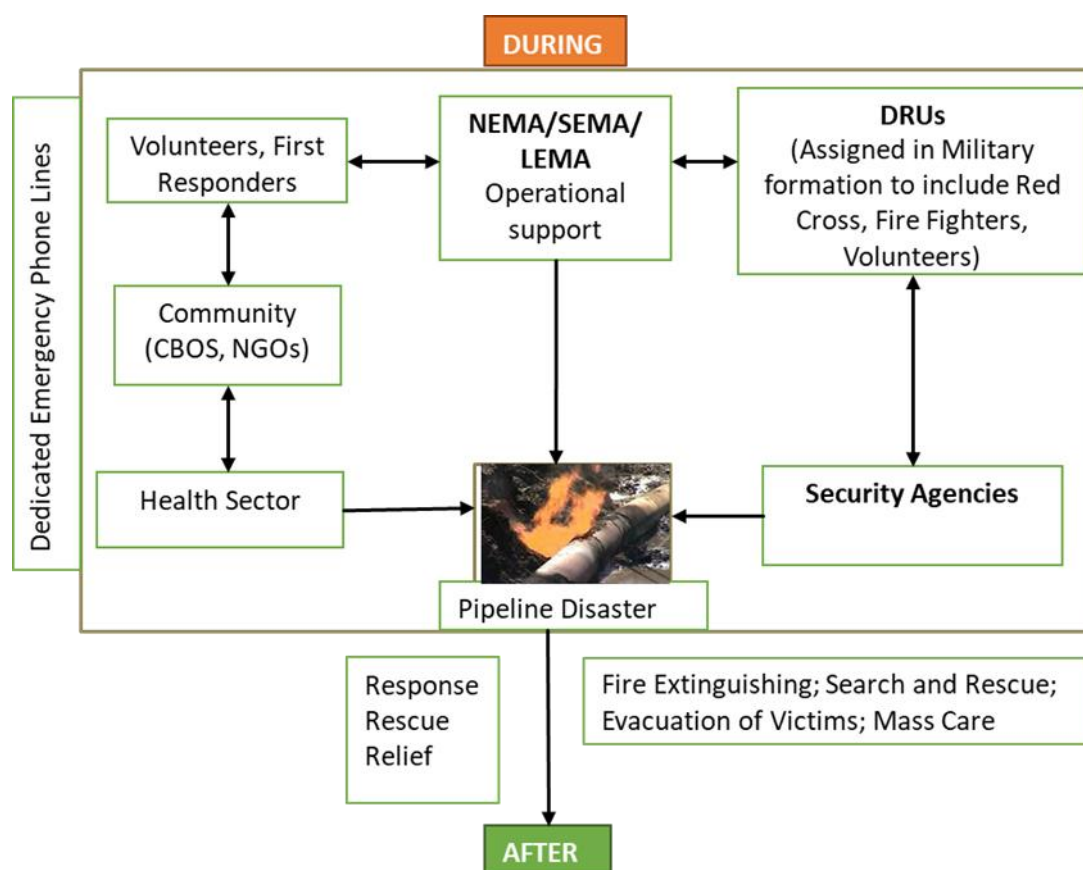 DURING
Dedicated Emergency Phone Lines
Volunteers, First
Responders
NEMA/SEMA/
LEMA
Operational
support
DRUs
(Assigned in Military
formation to include Red
Cross, Fire Fighters,
Volunteers)
Community
(CBOS, NGOs)
Health Sector
Security Agencies
Pipeline Disaster
Response
Rescue
Relief
Fire Extinguishing; Search and Rescue;
Evacuation of Victims; Mass Care
AFTER